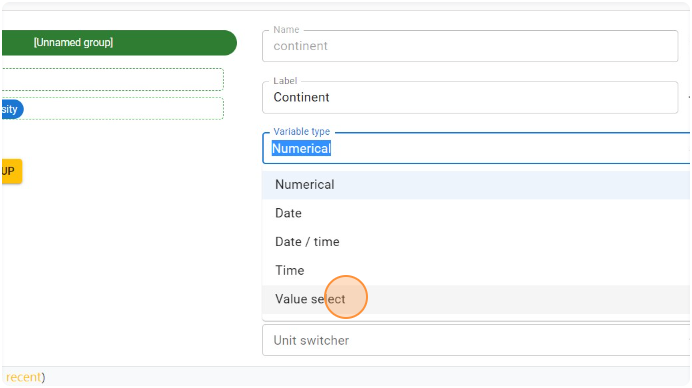 [Unnamed group]
Name
continent
Label
Continent
sity
Variable type
Numerical
UP
Numerical
Date
Date / time
Time
Value select
Unit switcher
recent)